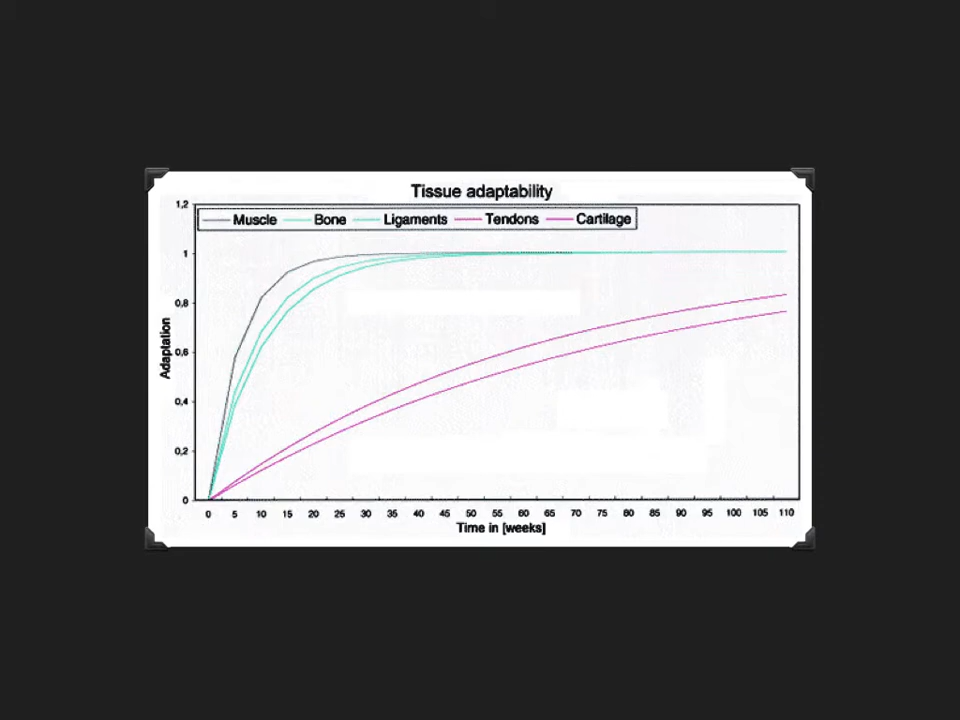 Tissue adaptability
Muscle Bone Ligaments Tendons Cartilage
1,2
1
0,8
0,6
0,4
0,2
0
Adaptation
0 5 10 15 20 25 30 35 40 45 50 55 60 65 70 75 80 85 90 95 100 105 110
Time in [weeks]